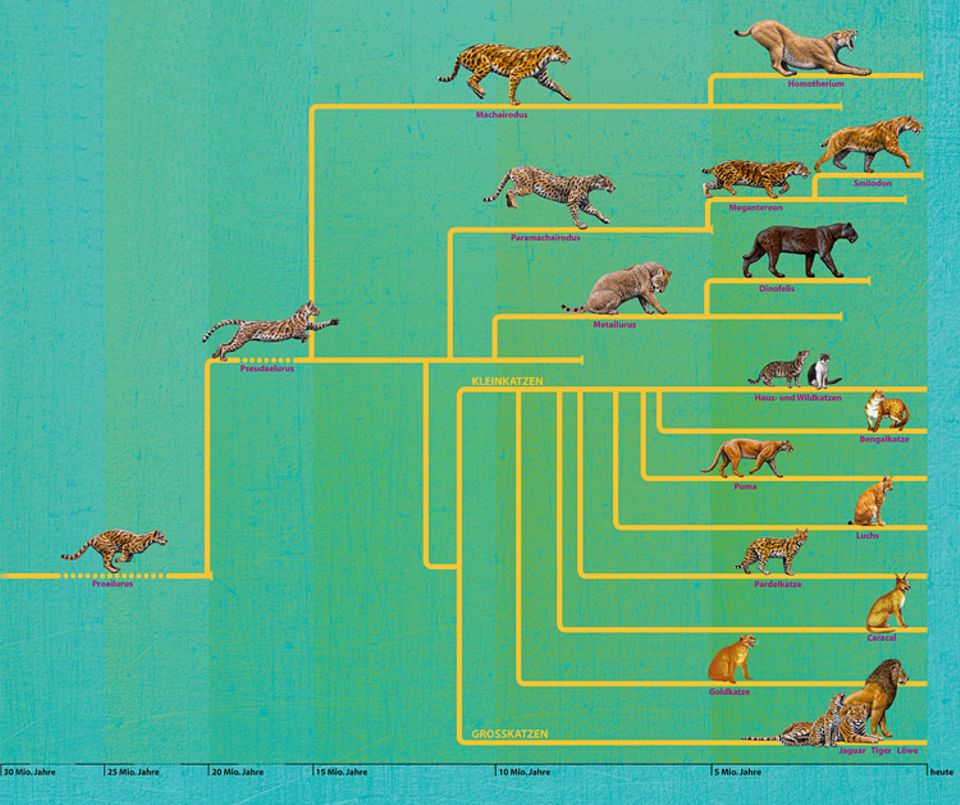 Homotherium
Machairodus
Smilodon
Megantereon
Paramachairodus
Dinofelis
Metailurus
Pseudaelurus
KLEINKATZEN
Haus- und Wildkatzen
Bengalkatze
Puma
Luchs
Proailurus
Pardelkatze
Caracal
Goldkatze
GROSSKATZEN
Jaguar Tiger Löwe
30 Mio. Jahre
25 Mio. Jahre
20 Mio. Jahre
15 Mio. Jahre
10 Mio. Jahre
5 Mio. Jahre
heute